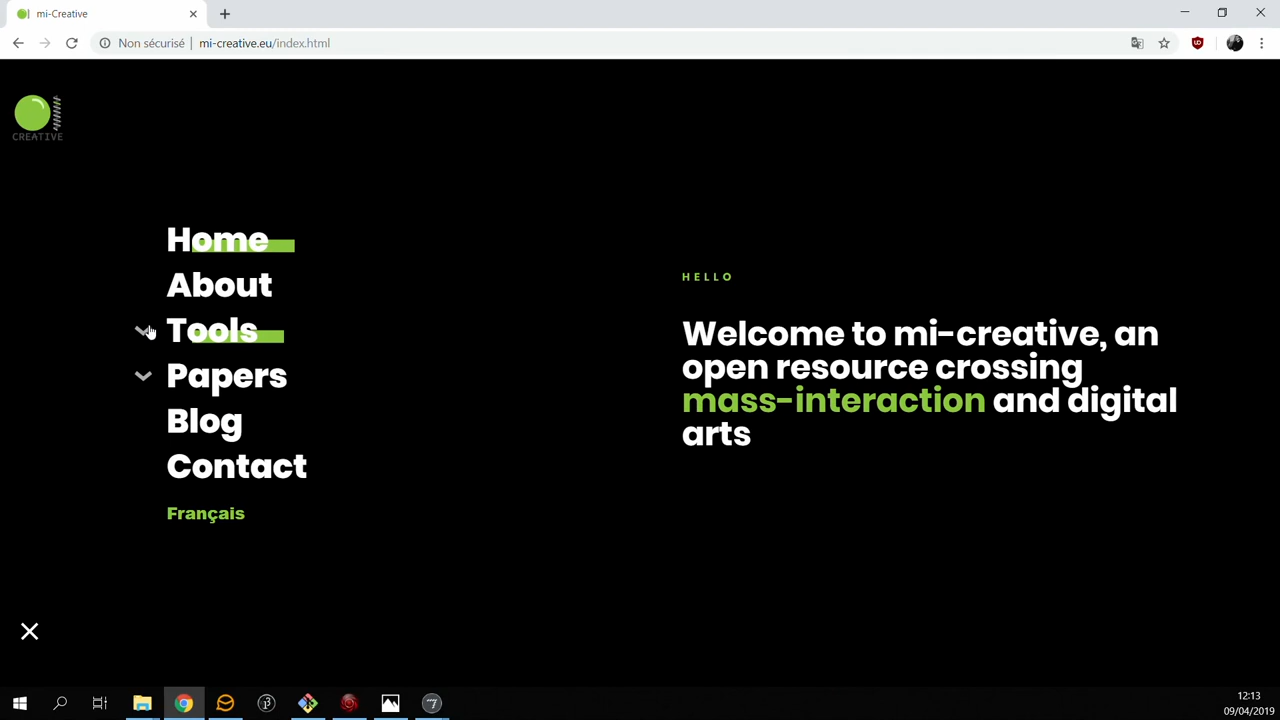 mi-Creative
Non sécurisé | mi-creative.eu/index.html
CREATIVE
Home
About
Tools
Papers
Blog
Contact
Français
HELLO
Welcome to mi-creative, an
open resource crossing
mass-interaction and digital
arts
12:13
09/04/2019